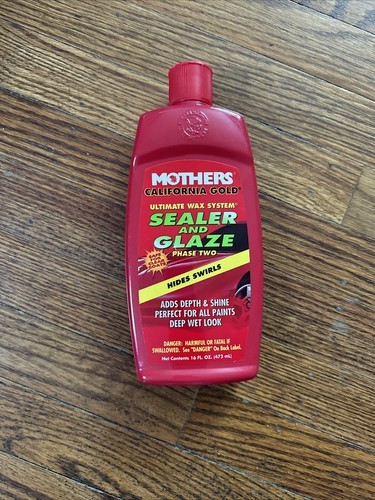 MOTHERS®
CALIFORNIA GOLD®
ULTIMATE WAX SYSTEM®
SEALER
AND
GLAZE
PHASE TWO
HIDES SWIRLS
ADDS DEPTH & SHINE
PERFECT FOR ALL PAINTS
DEEP WET LOOK
DANGER: HARMFUL OR FATAL IF
SWALLOWED. See "DANGER" On Back Label.
Net Contents 16 FL. OZ. (473 mL)